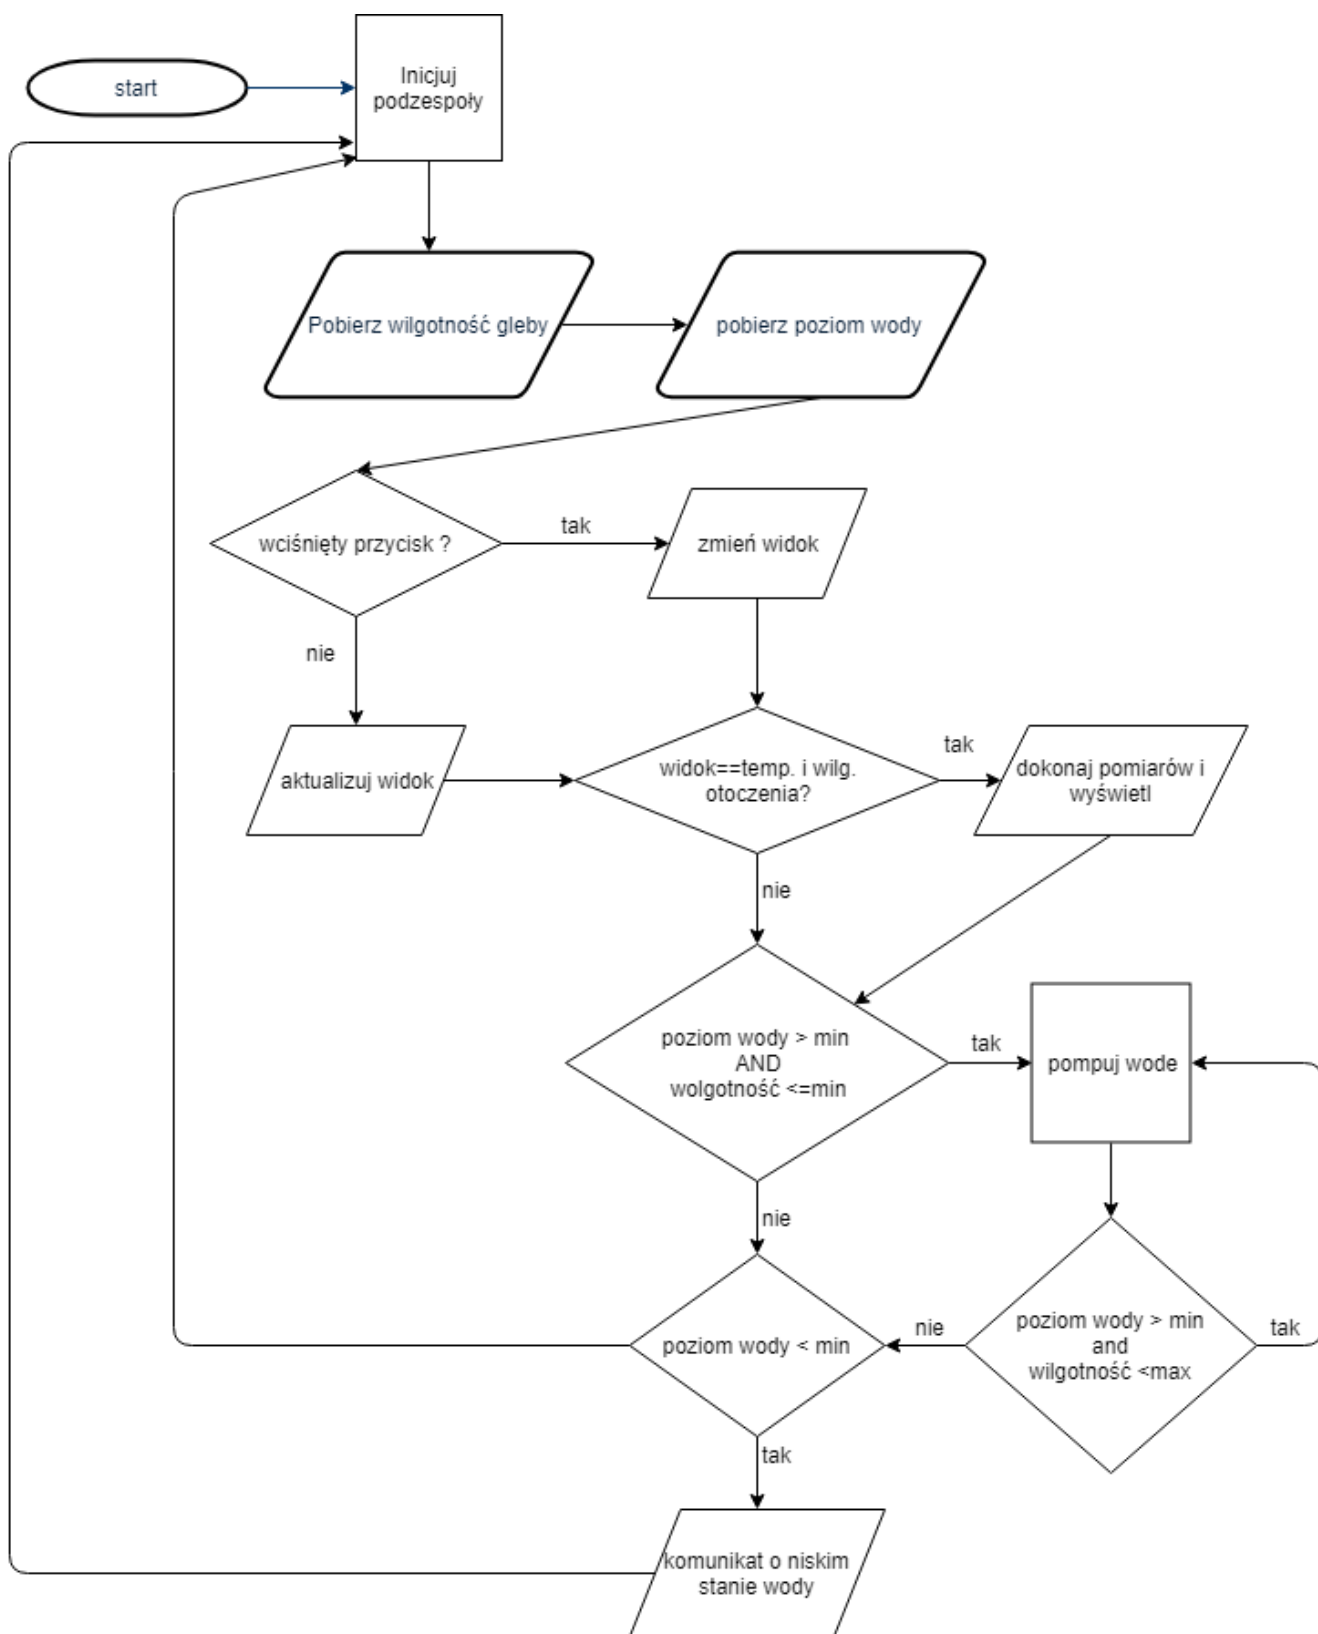 start
Inicjuj
podzespoły
Pobierz wilgotność gleby
pobierz poziom wody
wciśnięty przycisk ?
tak
zmień widok
nie
aktualizuj widok
widok==temp. i wilg.
otoczenia?
tak
dokonaj pomiarów i
wyświetl
nie
poziom wody > min
AND
wolgotność <=min
tak
pompuj wode
nie
poziom wody < min
nie
poziom wody > min
and
wilgotność <max
tak
tak
komunikat o niskim
stanie wody